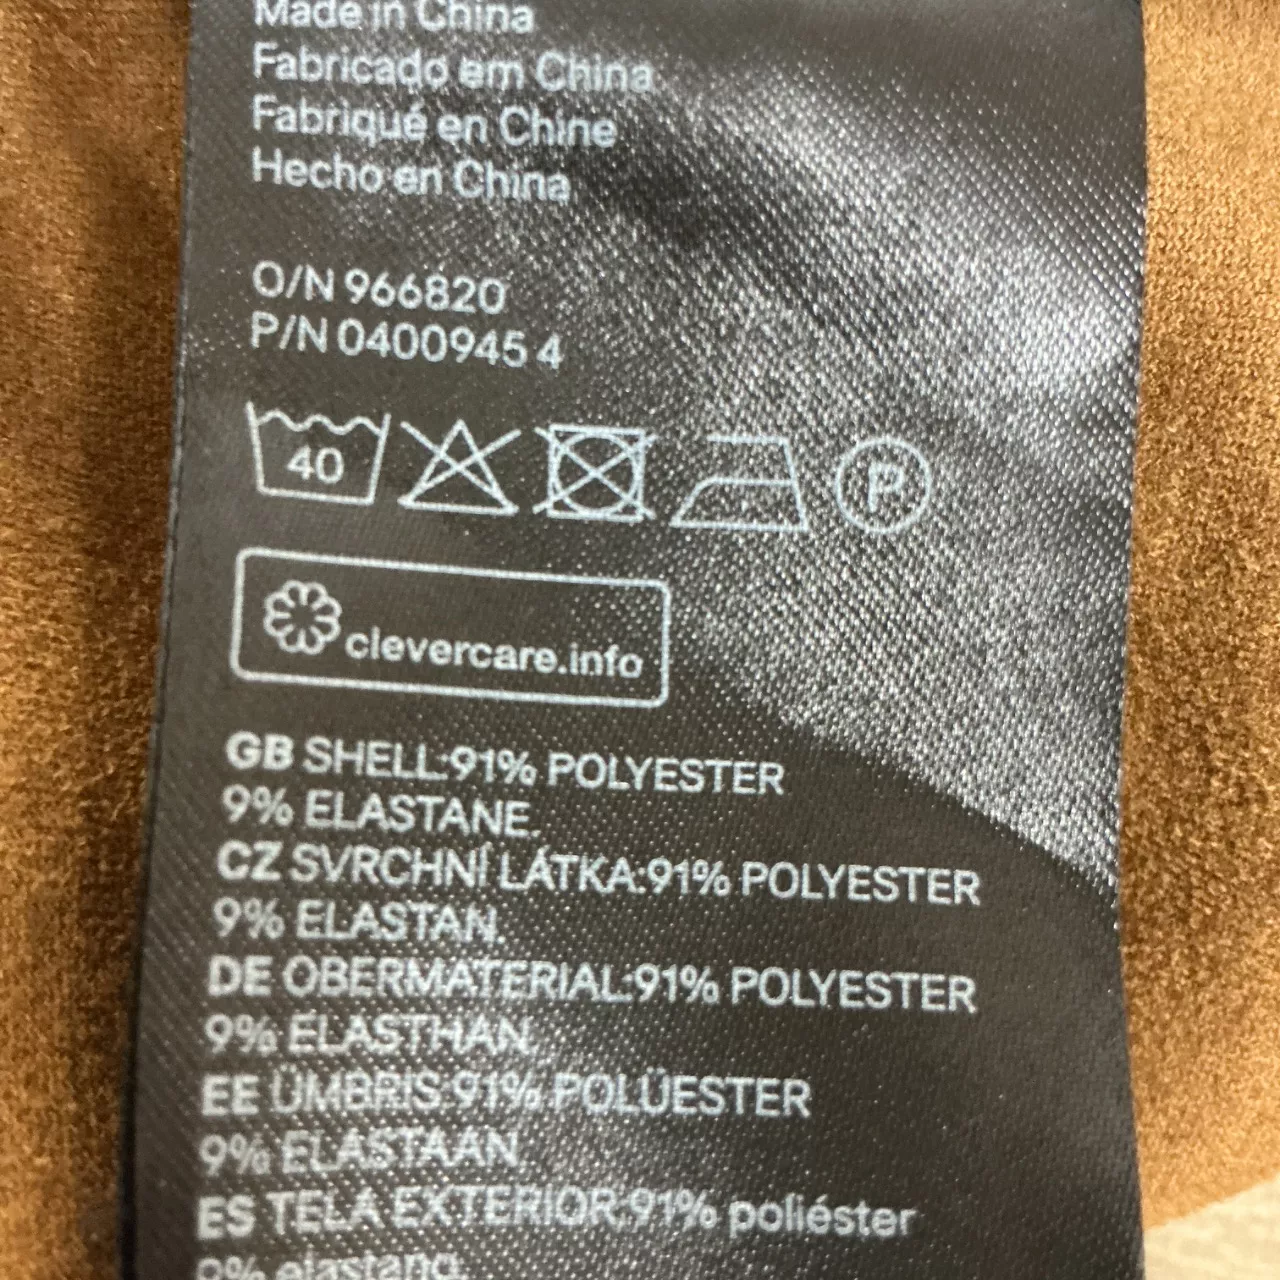 Made in China
Fabricado em China
Fabriqué en Chine
Hecho en China
O/N 966820
P/N 0400945 4
40
P
clevercare.info
GB SHELL:91% POLYESTER
9% ELASTANE.
CZ SVRCHNÍ LÁTKA:91% POLYESTER
9% ELASTAN.
DE OBERMATERIAL:91% POLYESTER
9% ELASTHAN.
EE ÜMBRIS:91% POLÜESTER
9% ELASTAAN.
ES TELA EXTERIOR:91% poliéster
9% elastano.